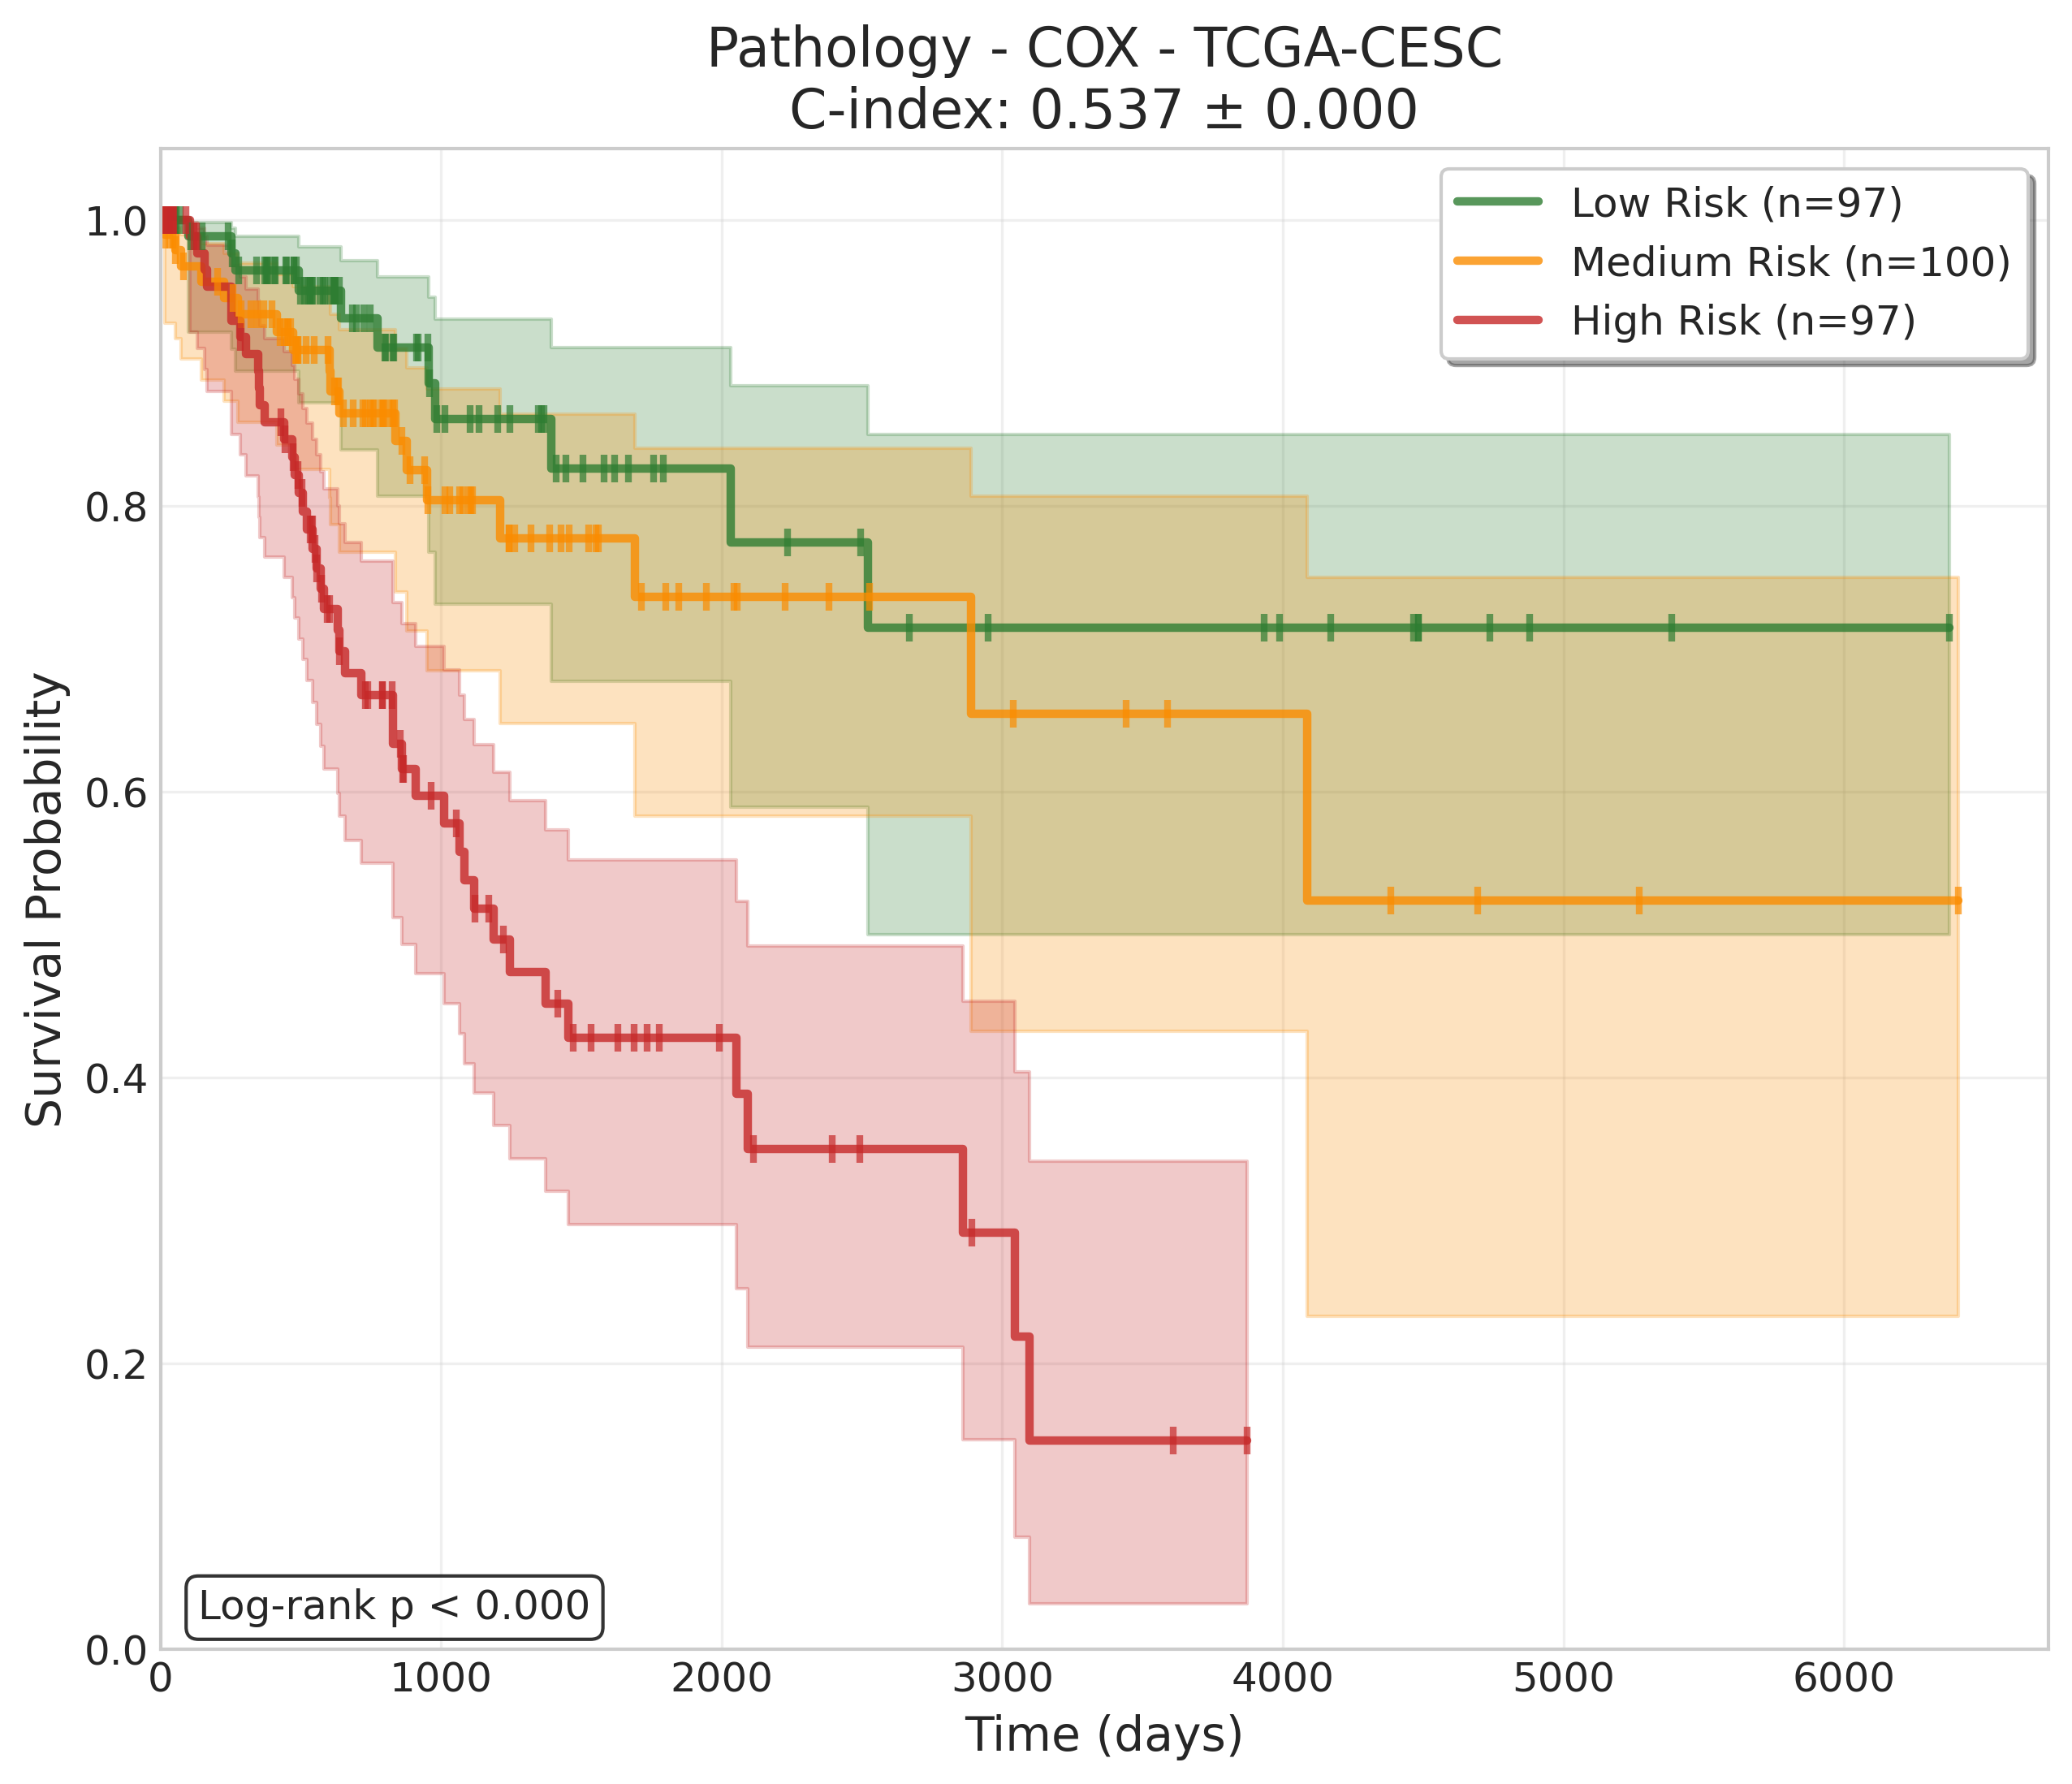 Pathology - COX - TCGA-CESC
C-index: 0.537 ± 0.000
Low Risk (n=97)
Medium Risk (n=100)
High Risk (n=97)
Survival Probability
1.0
0.8
0.6
0.4
0.2
0.0
Log-rank p < 0.000
0 1000 2000 3000 4000 5000 6000
Time (days)